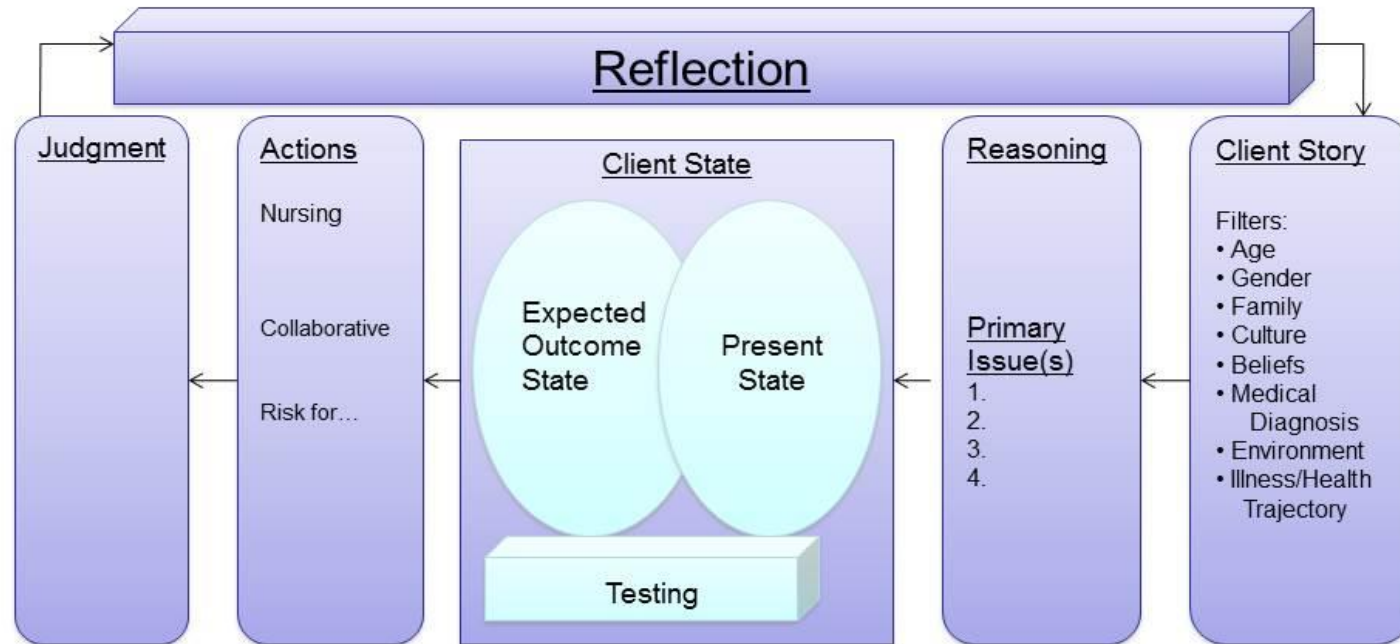 Reflection
Judgment
Actions
Nursing
Collaborative
Risk for…
Client State
Expected
Outcome
State
Present
State
Testing
Reasoning
Primary
Issue(s)
1.
2.
3.
4.
Client Story
Filters:
• Age
• Gender
• Family
• Culture
• Beliefs
• Medical
Diagnosis
• Environment
• Illness/Health
Trajectory